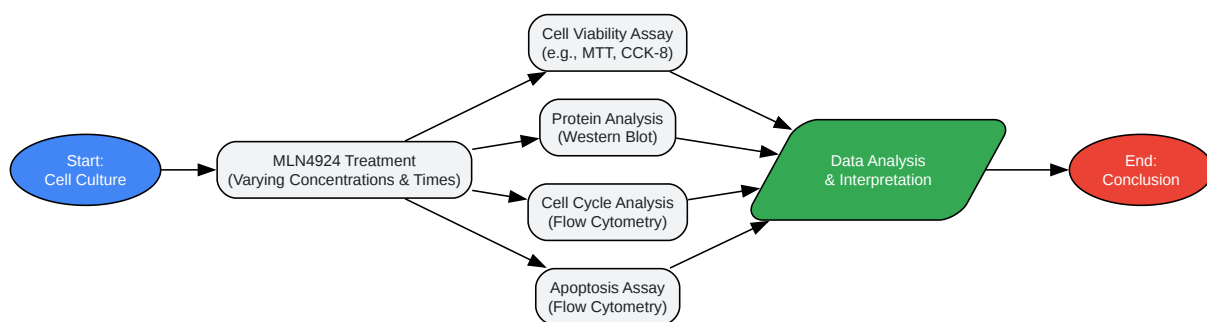 Start:
Cell Culture
MLN4924 Treatment
(Varying Concentrations & Times)
Cell Viability Assay
(e.g., MTT, CCK-8)
Protein Analysis
(Western Blot)
Cell Cycle Analysis
(Flow Cytometry)
Apoptosis Assay
(Flow Cytometry)
Data Analysis
& Interpretation
End:
Conclusion